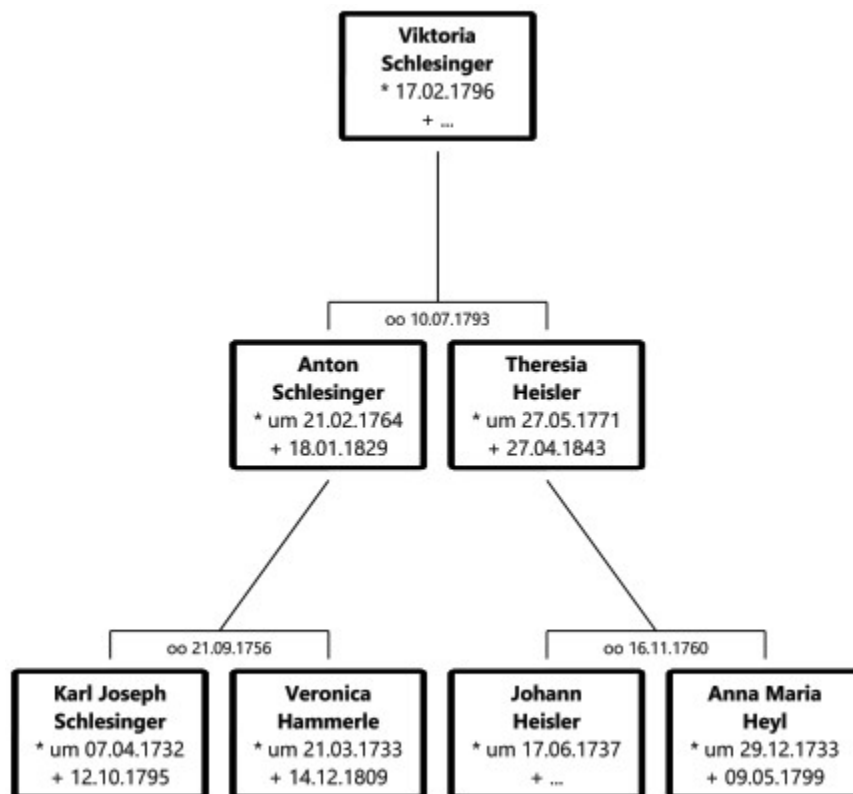 Viktoria
Schlesinger
* 17.02.1796
+ ...
oo 10.07.1793
Anton
Schlesinger
* um 21.02.1764
+ 18.01.1829
Theresia
Heisler
* um 27.05.1771
+ 27.04.1843
oo 21.09.1756
oo 16.11.1760
Karl Joseph
Schlesinger
* um 07.04.1732
+ 12.10.1795
Veronica
Hammerle
* um 21.03.1733
+ 14.12.1809
Johann
Heisler
* um 17.06.1737
+ ...
Anna Maria
Heyl
* um 29.12.1733
+ 09.05.1799